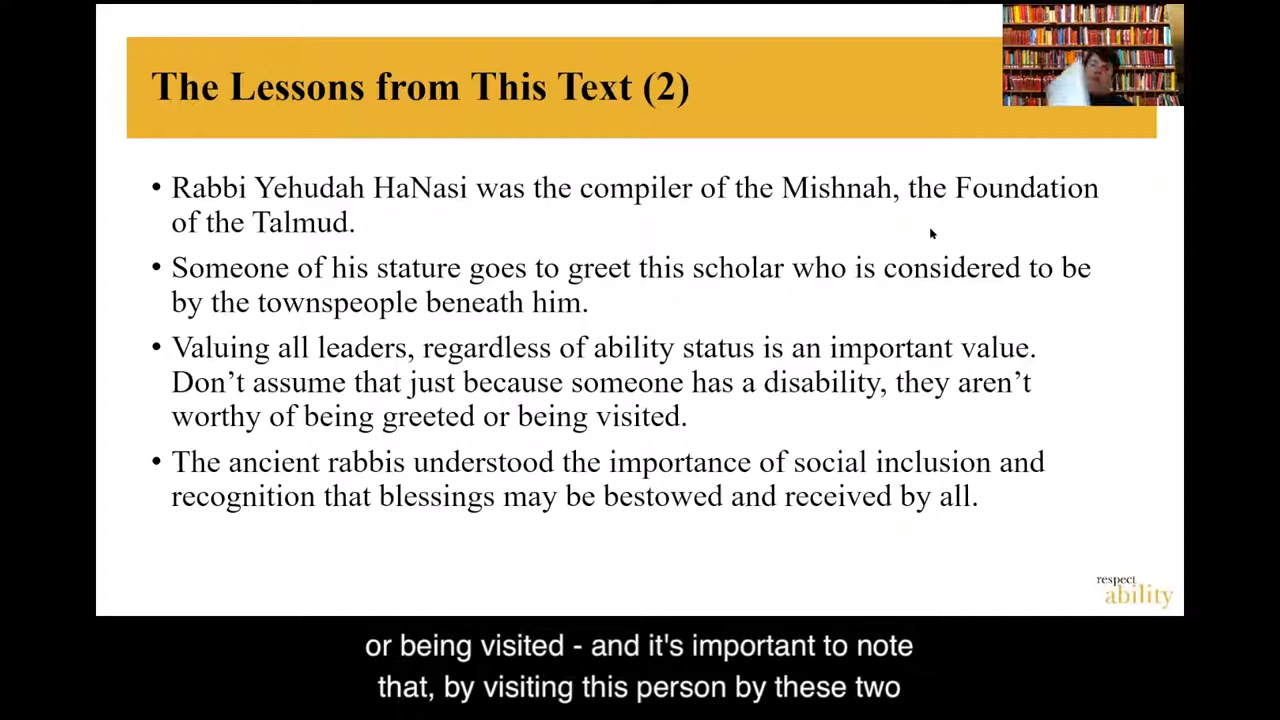 The Lessons from This Text (2)
• Rabbi Yehudah HaNasi was the compiler of the Mishnah, the Foundation
of the Talmud.
• Someone of his stature goes to greet this scholar who is considered to be
by the townspeople beneath him.
• Valuing all leaders, regardless of ability status is an important value.
Don’t assume that just because someone has a disability, they aren’t
worthy of being greeted or being visited.
• The ancient rabbis understood the importance of social inclusion and
recognition that blessings may be bestowed and received by all.
respect
ability
or being visited - and it's important to note
that, by visiting this person by these two